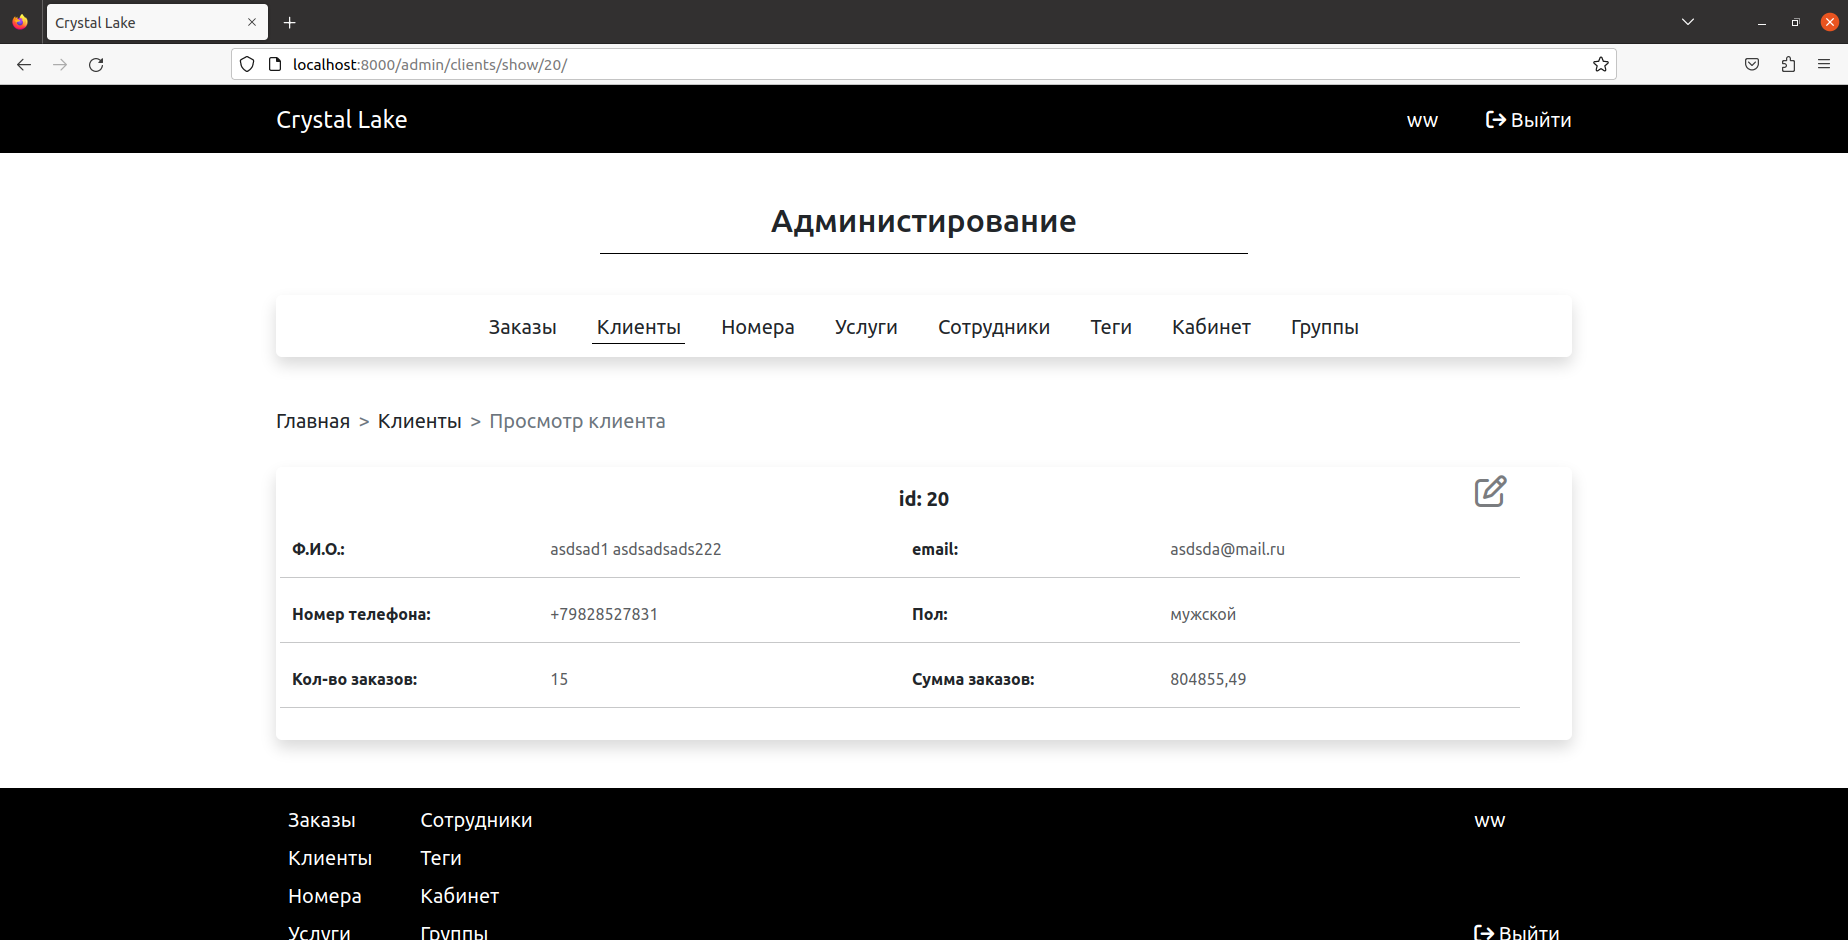 Crystal Lake
localhost:8000/admin/clients/show/20/
Crystal Lake ww Выйти
Администирование
Заказы Клиенты Номера Услуги Сотрудники Теги Кабинет Группы
Главная > Клиенты > Просмотр клиента
id: 20
Ф.И.О.: asdsad1 asdsadsads222 email: asdsda@mail.ru
Номер телефона: +79828527831 Пол: мужской
Кол-во заказов: 15 Сумма заказов: 804855,49
Заказы Сотрудники ww
Клиенты Теги
Номера Кабинет
Услуги Группы Выйти